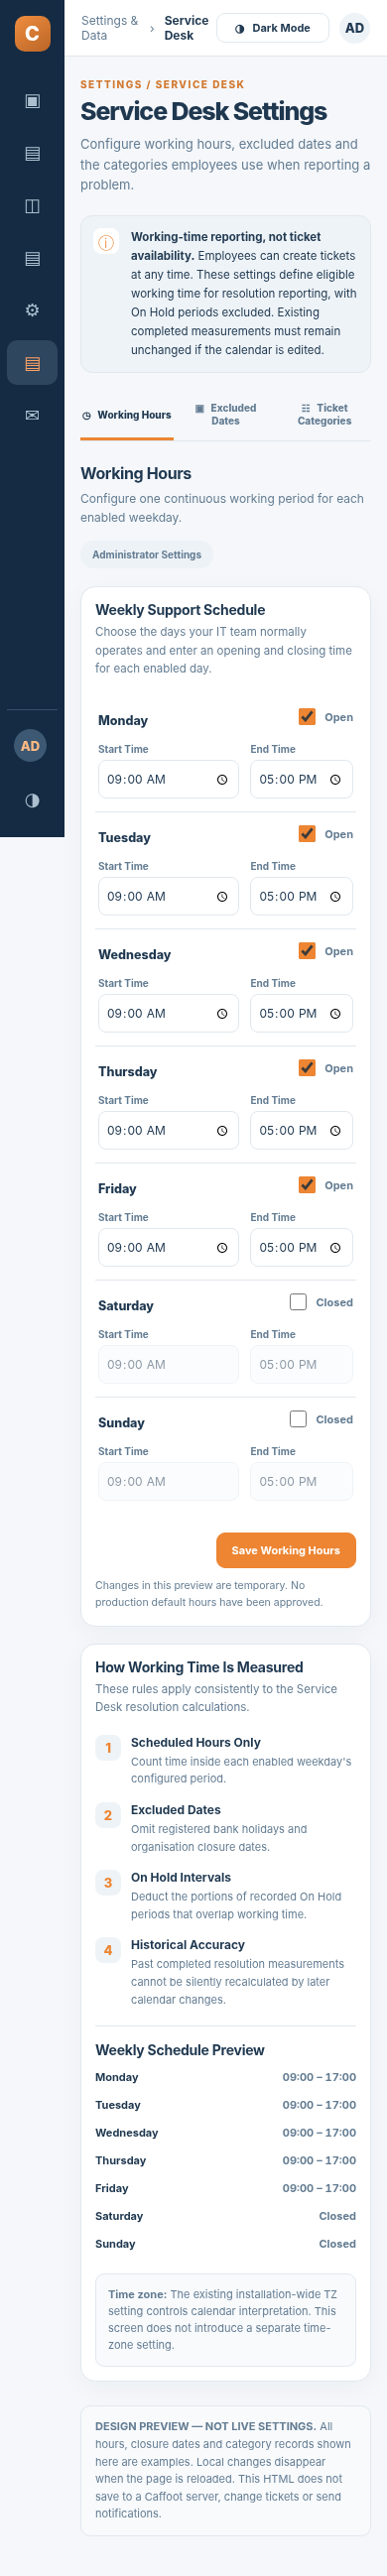 C
Settings &
Data
›
Service
Desk
Dark Mode
AD
SETTINGS / SERVICE DESK
Service Desk Settings
Configure working hours, excluded dates and
the categories employees use when reporting a
problem.
Working-time reporting, not ticket
availability. Employees can create tickets
at any time. These settings define eligible
working time for resolution reporting, with
On Hold periods excluded. Existing
completed measurements must remain
unchanged if the calendar is edited.
Working Hours
Excluded
Dates
Ticket
Categories
Working Hours
Configure one continuous working period for each
enabled weekday.
Administrator Settings
Weekly Support Schedule
Choose the days your IT team normally
operates and enter an opening and closing time
for each enabled day.
Monday Open
Start Time End Time
09:00 AM 05:00 PM
Tuesday Open
Start Time End Time
09:00 AM 05:00 PM
Wednesday Open
Start Time End Time
09:00 AM 05:00 PM
Thursday Open
Start Time End Time
09:00 AM 05:00 PM
Friday Open
Start Time End Time
09:00 AM 05:00 PM
Saturday Closed
Start Time End Time
09:00 AM 05:00 PM
Sunday Closed
Start Time End Time
09:00 AM 05:00 PM
AD
Save Working Hours
Changes in this preview are temporary. No
production default hours have been approved.
How Working Time Is Measured
These rules apply consistently to the Service
Desk resolution calculations.
1 Scheduled Hours Only
Count time inside each enabled weekday's
configured period.
2 Excluded Dates
Omit registered bank holidays and
organisation closure dates.
3 On Hold Intervals
Deduct the portions of recorded On Hold
periods that overlap working time.
4 Historical Accuracy
Past completed resolution measurements
cannot be silently recalculated by later
calendar changes.
Weekly Schedule Preview
Monday 09:00 – 17:00
Tuesday 09:00 – 17:00
Wednesday 09:00 – 17:00
Thursday 09:00 – 17:00
Friday 09:00 – 17:00
Saturday Closed
Sunday Closed
Time zone: The existing installation-wide TZ
setting controls calendar interpretation. This
screen does not introduce a separate time-
zone setting.
DESIGN PREVIEW — NOT LIVE SETTINGS. All
hours, closure dates and category records shown
here are examples. Local changes disappear
when the page is reloaded. This HTML does not
save to a Caffoot server, change tickets or send
notifications.